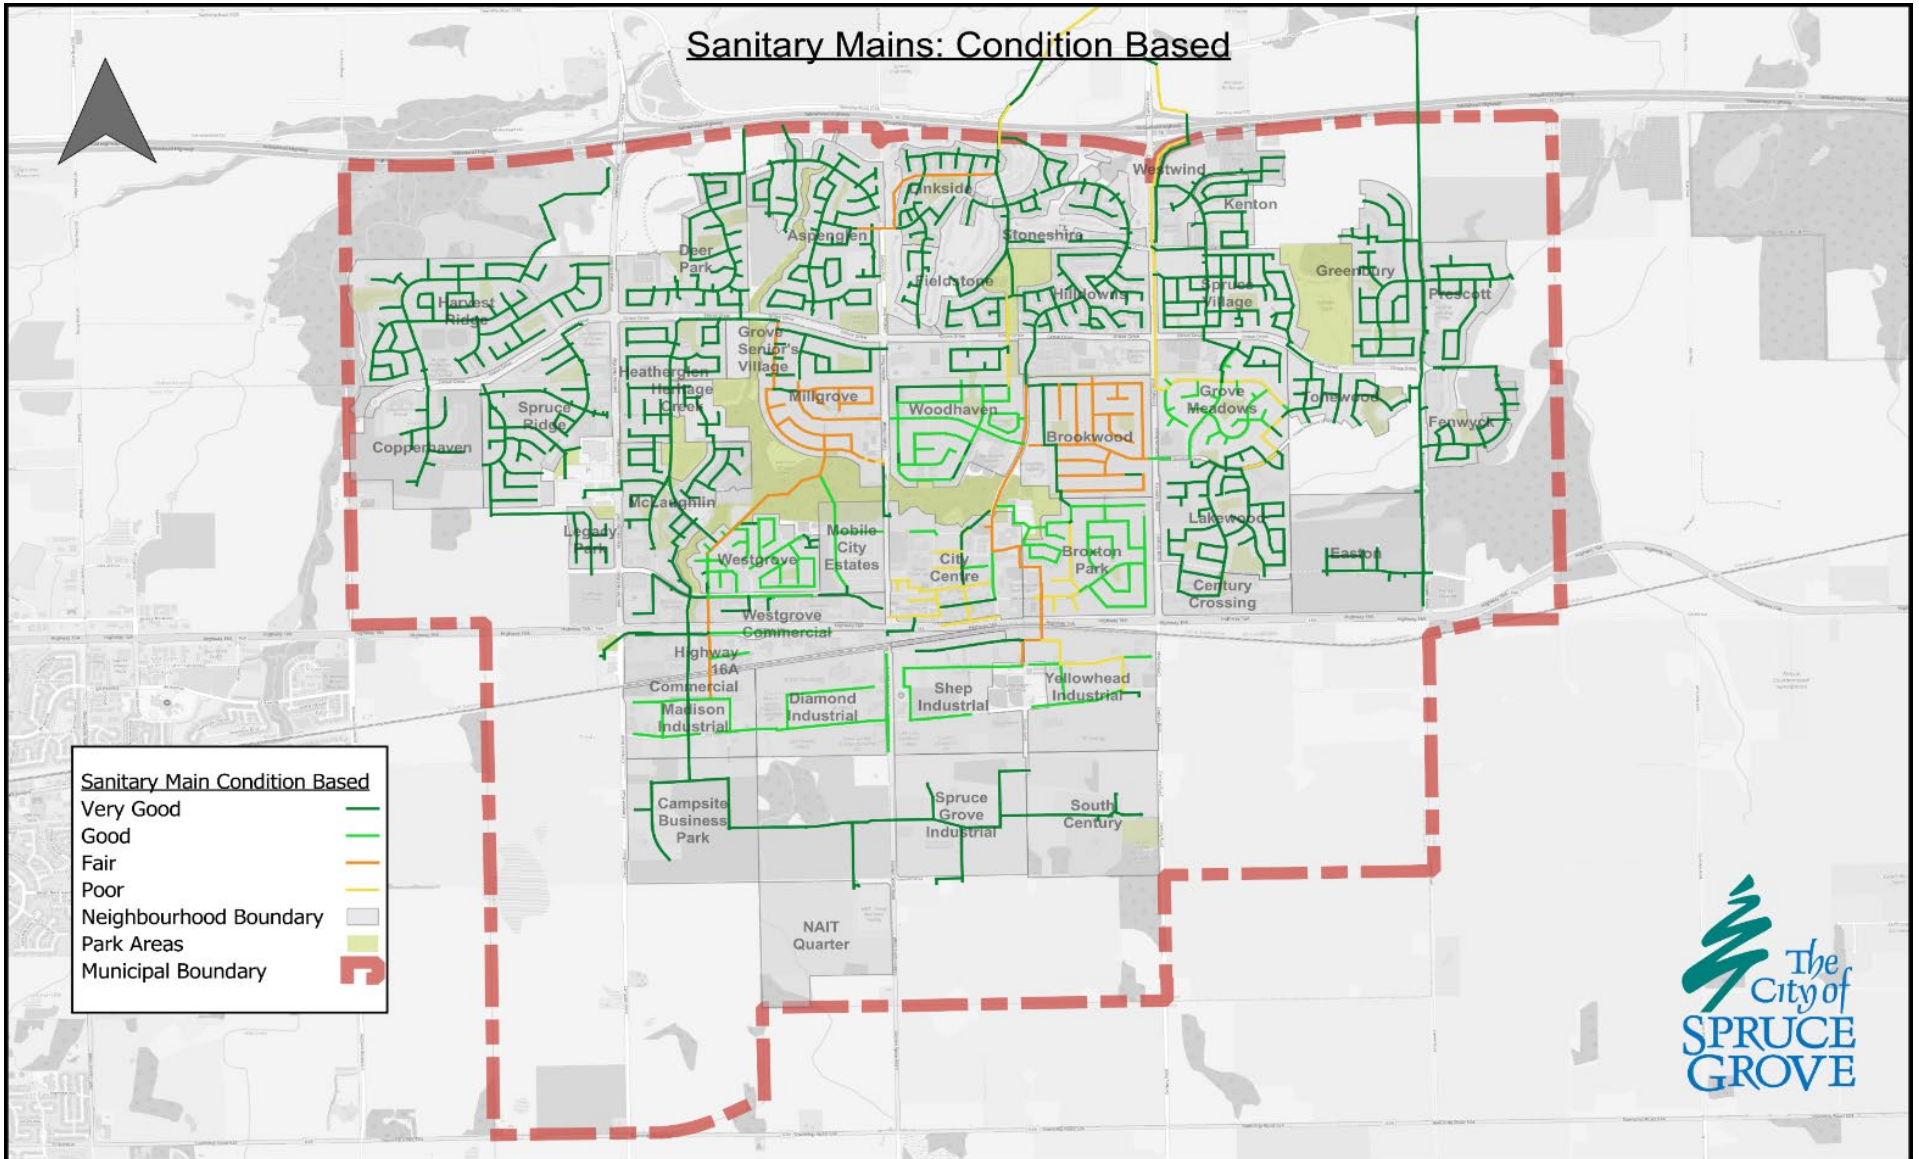 Sanitary Mains: Condition Based
Westwind
Linkside
Kenton
Aspenglen
Stoneshire
Deer
Park
Greenbury
Fieldstone
Hilldowns
Spruce
Village
Prescott
Harvest
Ridge
Grove
Senior's
Village
Heatherglen
Heritage
Creek
Millgrove
Woodhaven
Grove
Meadows
Tonewood
Spruce
Ridge
Fenwyck
Copperhaven
Brookwood
McLaughlin
Lakewood
Legacy
Park
Mobile
City
Estates
Westgrove
City
Centre
Broxton
Park
Easton
Century
Crossing
Westgrove
Commercial
Highway
16A
Commercial
Yellowhead
Industrial
Shep
Industrial
Diamond
Industrial
Madison
Industrial
Sanitary Main Condition Based
Very Good
Good
Fair
Poor
Neighbourhood Boundary
Park Areas
Municipal Boundary
Campsite
Business
Park
Spruce
Grove
Industrial
South
Century
NAIT
Quarter
The
City of
SPRUCE
GROVE